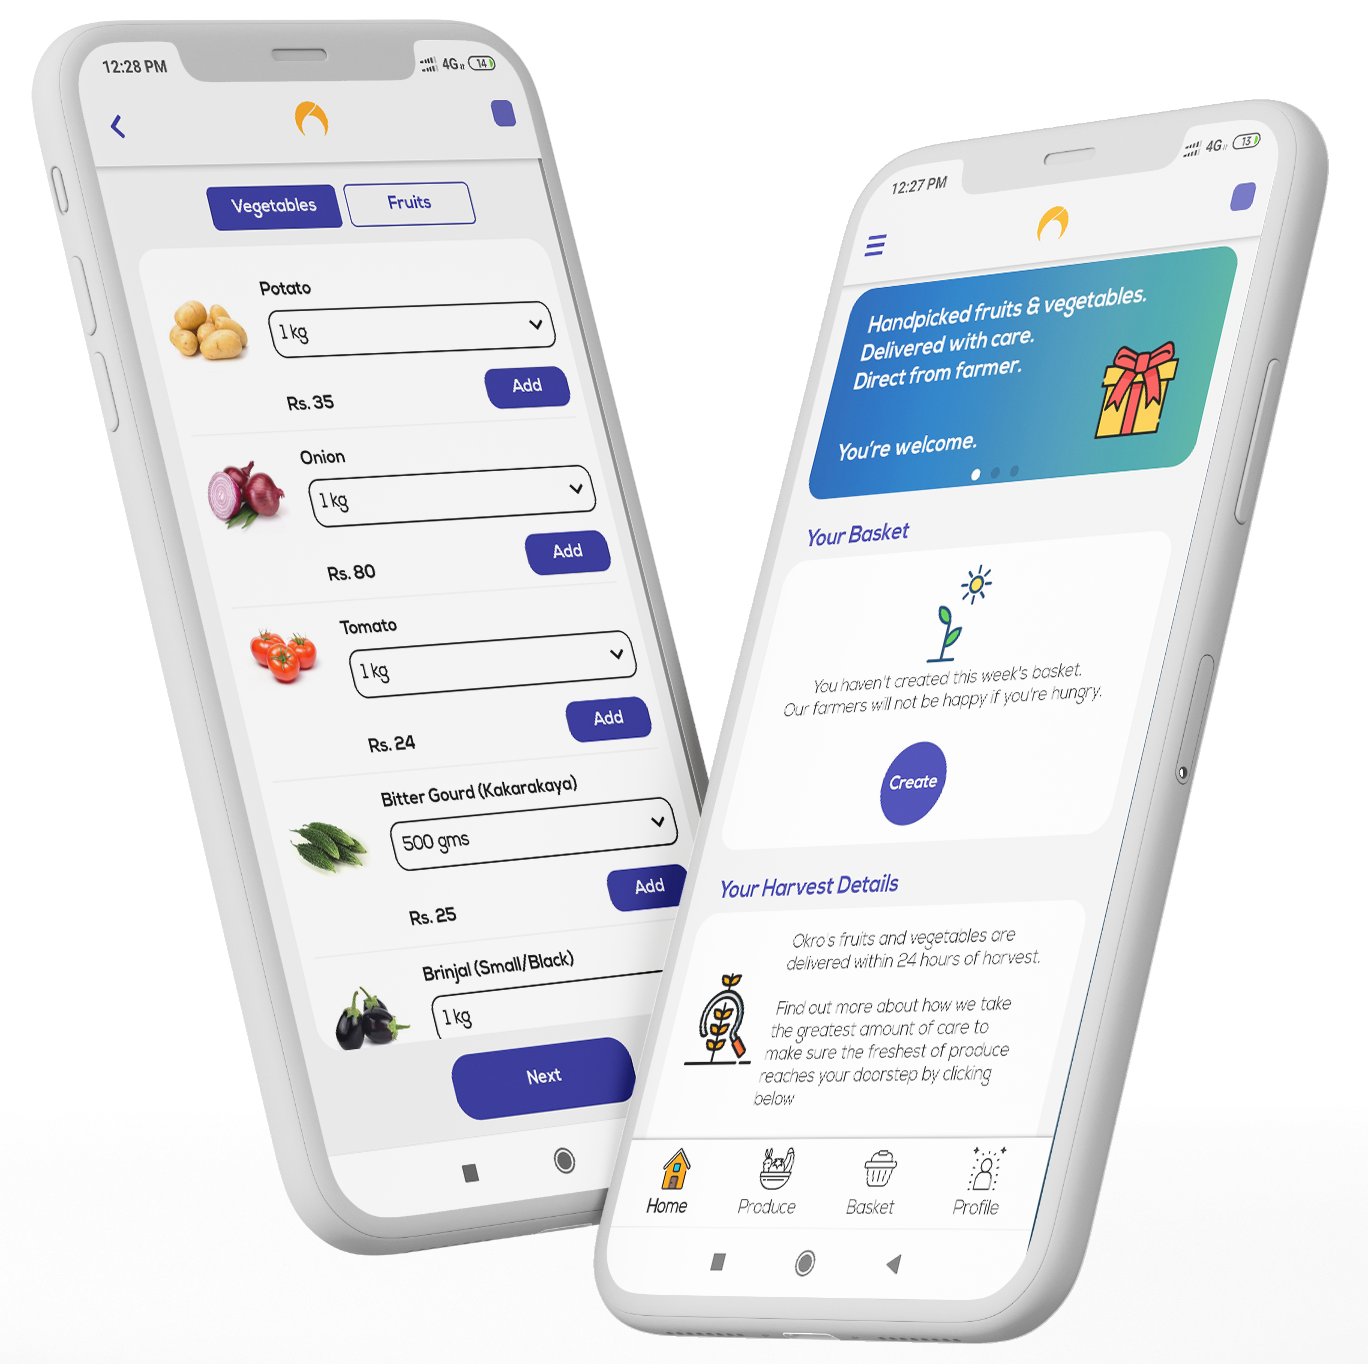 12:28 PM
4G 14
Vegetables
Fruits
Potato
1 kg
Rs. 35
Add
Onion
1 kg
Rs. 80
Add
Tomato
1 kg
Rs. 24
Add
Bitter Gourd (Kakarakaya)
500 gms
Rs. 25
Add
Brinjal (Small/Black)
1 kg
Next
12:27 PM
4G 13
Handpicked fruits & vegetables.
Delivered with care.
Direct from farmer.
You're welcome.
Your Basket
You haven't created this week's basket.
Our farmers will not be happy if you're hungry.
Create
Your Harvest Details
Okro's fruits and vegetables are
delivered within 24 hours of harvest.
Find out more about how we take
the greatest amount of care to
make sure the freshest of produce
reaches your doorstep by clicking
below
Home
Produce
Basket
Profile